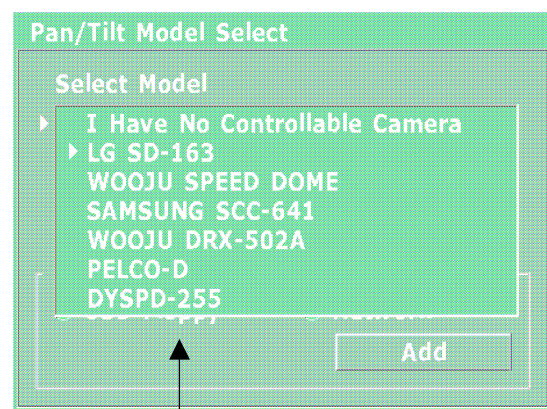 Pan/Tilt Model Select
Select Model
I Have No Controllable Camera
LG SD-163
WOOJU SPEED DOME
SAMSUNG SCC-641
WOOJU DRX-502A
PELCO-D
DYSPD-255
Add